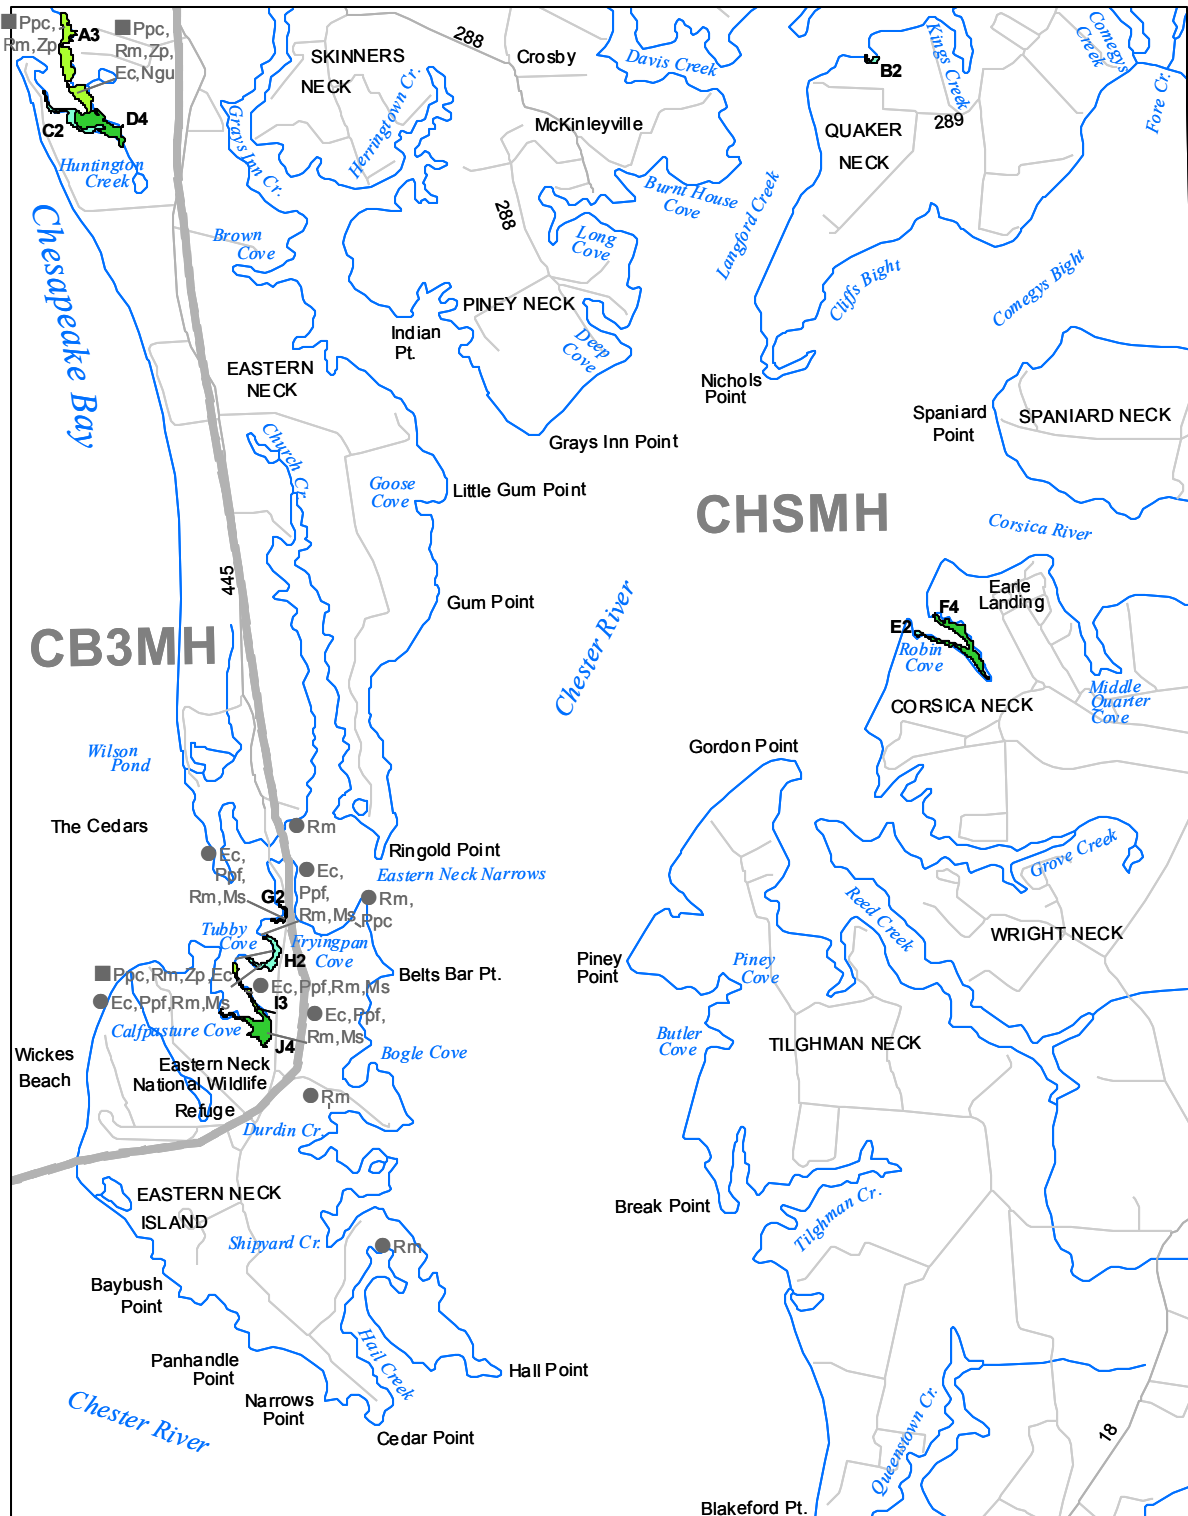 Ppc,
Rm,Zp
A3
Ppc,
Rm,Zp,
Ec,Ngu
C2
D4
Huntington
Creek
Chesapeake Bay
SKINNERS
NECK
288
Crosby
Davis Creek
Grays Inn Cr.
Herringtown Cr.
McKinleyville
288
Burnt House
Cove
Brown
Cove
Long
Cove
Langford Creek
B2
Kings Creek
Comegys
Creek
Fore Cr.
QUAKER
NECK
289
Cliffs Bight
Comegys Bight
PINEY NECK
Indian
Pt.
Deep
Cove
EASTERN
NECK
Nichols
Point
Spaniard
Point
SPANIARD NECK
Grays Inn Point
Church Cr.
Goose
Cove
Little Gum Point
CHSMH
Corsica River
445
Gum Point
Chester River
Earle
Landing
F4
E2
Robin
Cove
CB3MH
CORSICA NECK
Middle
Quarter
Cove
Wilson
Pond
Gordon Point
The Cedars
Rm
Ec,
Ppf,
Rm,Ms
Ec,
Ppf,
Rm,Ms
Ringold Point
Eastern Neck Narrows
Rm,
Ppc
G2
Grove Creek
Reed Creek
Tubby
Cove
Fryingpan
Cove
WRIGHT NECK
H2
Ppc,Rm,Zp,Ec
Belts Bar Pt.
Piney
Point
Piney
Cove
Ec,Ppf,Rm,Ms
Ec,Ppf,Rm,Ms
I3
Ec,Ppf,
Rm,Ms
Calfpasture Cove
J4
Bogle Cove
Butler
Cove
TILGHMAN NECK
Wickes
Beach
Eastern Neck
National Wildlife
Refuge
Rm
Durdin Cr.
EASTERN NECK
ISLAND
Break Point
Tilghman Cr.
Shipyard Cr.
Rm
Baybush
Point
Hail Creek
Panhandle
Point
Hall Point
Narrows
Point
Chester River
Cedar Point
Queenstown Cr.
18
Blakeford Pt.